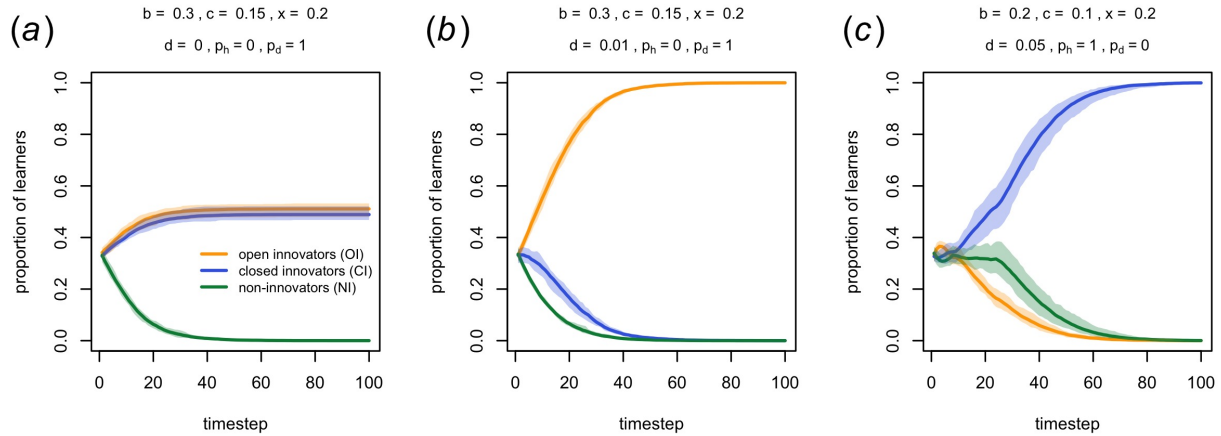 (a)
b = 0.3 , c = 0.15 , x = 0.2
d = 0 , pₕ = 0 , p_d = 1
proportion of learners
1.0
0.8
0.6
0.4
0.2
0.0
open innovators (OI)
closed innovators (CI)
non-innovators (NI)
0 20 40 60 80 100
timestep
(b)
b = 0.3 , c = 0.15 , x = 0.2
d = 0.01 , pₕ = 0 , p_d = 1
proportion of learners
1.0
0.8
0.6
0.4
0.2
0.0
0 20 40 60 80 100
timestep
(c)
b = 0.2 , c = 0.1 , x = 0.2
d = 0.05 , pₕ = 1 , p_d = 0
proportion of learners
1.0
0.8
0.6
0.4
0.2
0.0
0 20 40 60 80 100
timestep